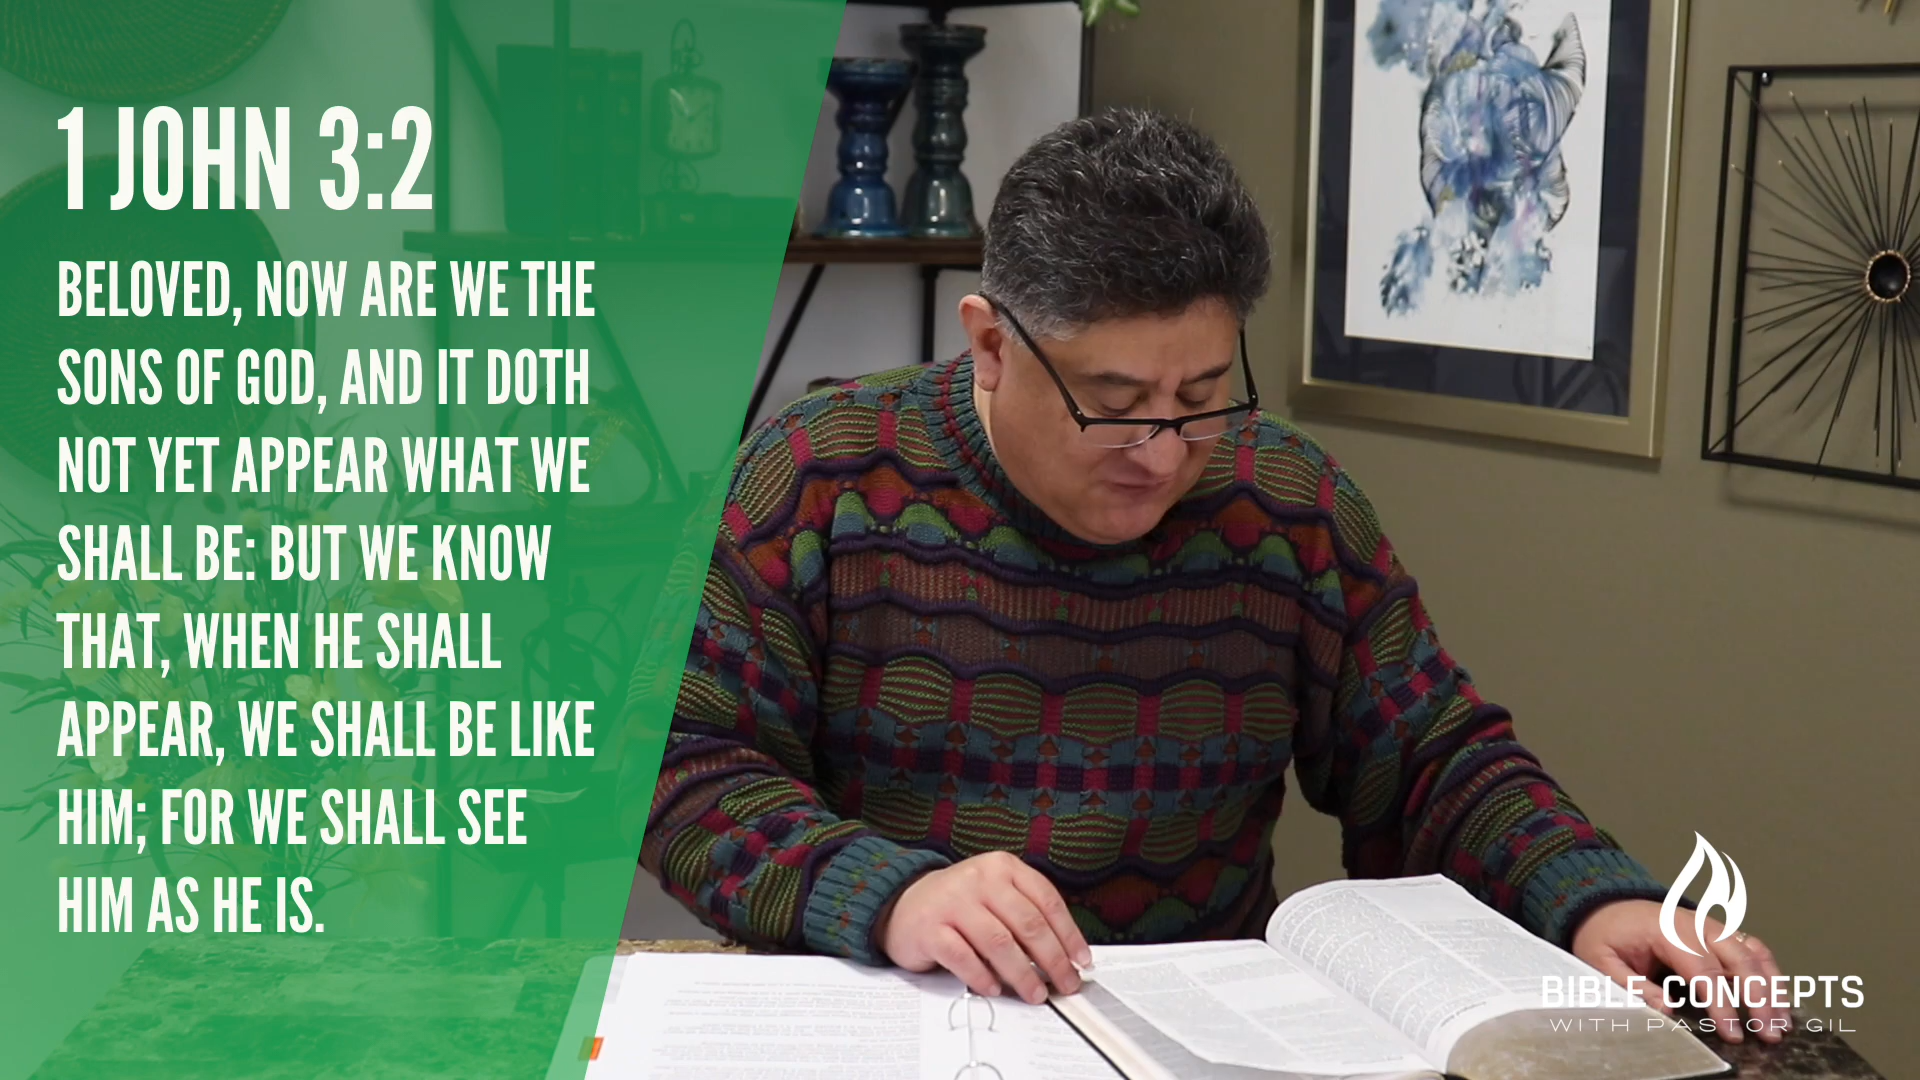 1 JOHN 3:2
BELOVED, NOW ARE WE THE
SONS OF GOD, AND IT DOTH
NOT YET APPEAR WHAT WE
SHALL BE: BUT WE KNOW
THAT, WHEN HE SHALL
APPEAR, WE SHALL BE LIKE
HIM; FOR WE SHALL SEE
HIM AS HE IS.
BIBLE CONCEPTS
WITH PASTOR GIL